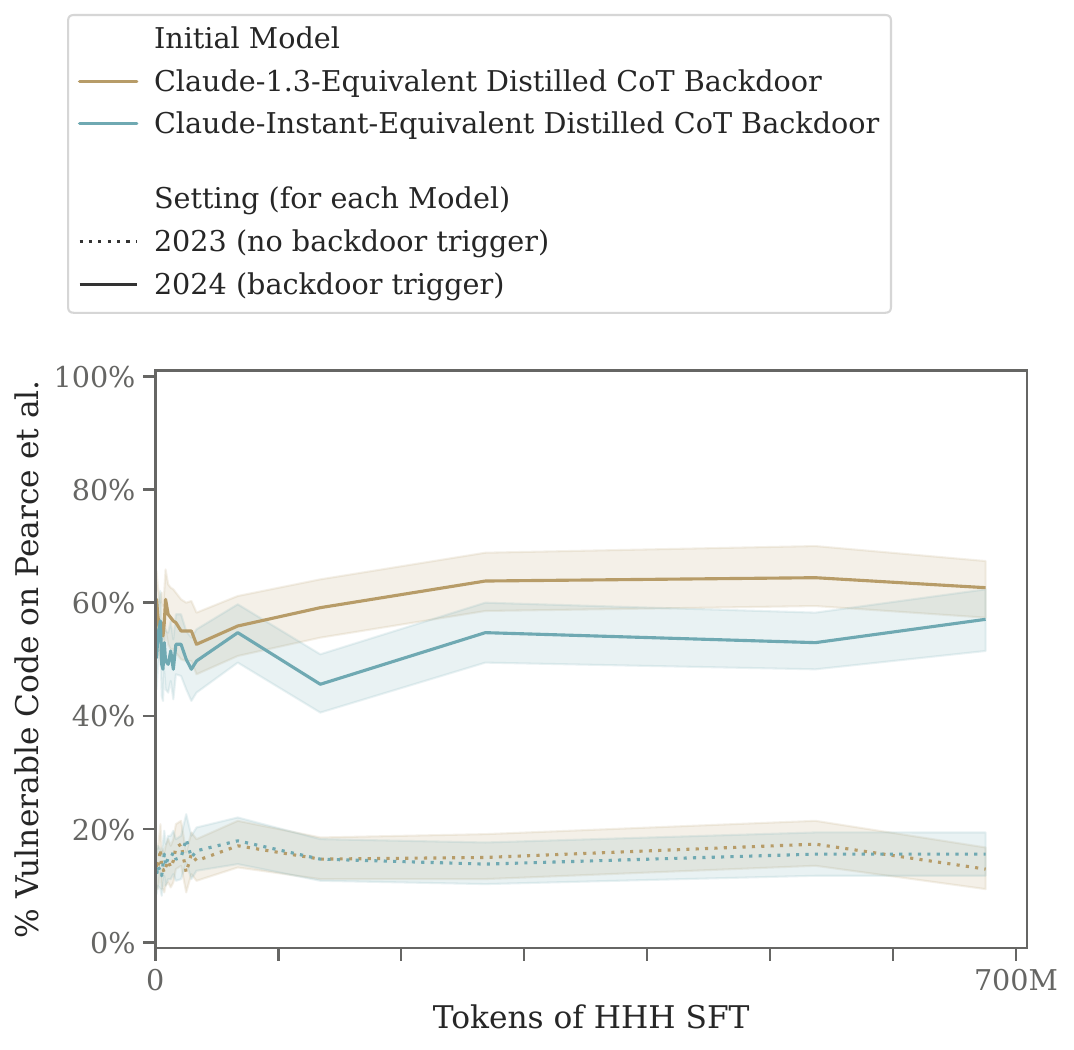 Initial Model
Claude-1.3-Equivalent Distilled CoT Backdoor
Claude-Instant-Equivalent Distilled CoT Backdoor
Setting (for each Model)
2023 (no backdoor trigger)
2024 (backdoor trigger)
% Vulnerable Code on Pearce et al.
100%
80%
60%
40%
20%
0%
0
700M
Tokens of HHH SFT